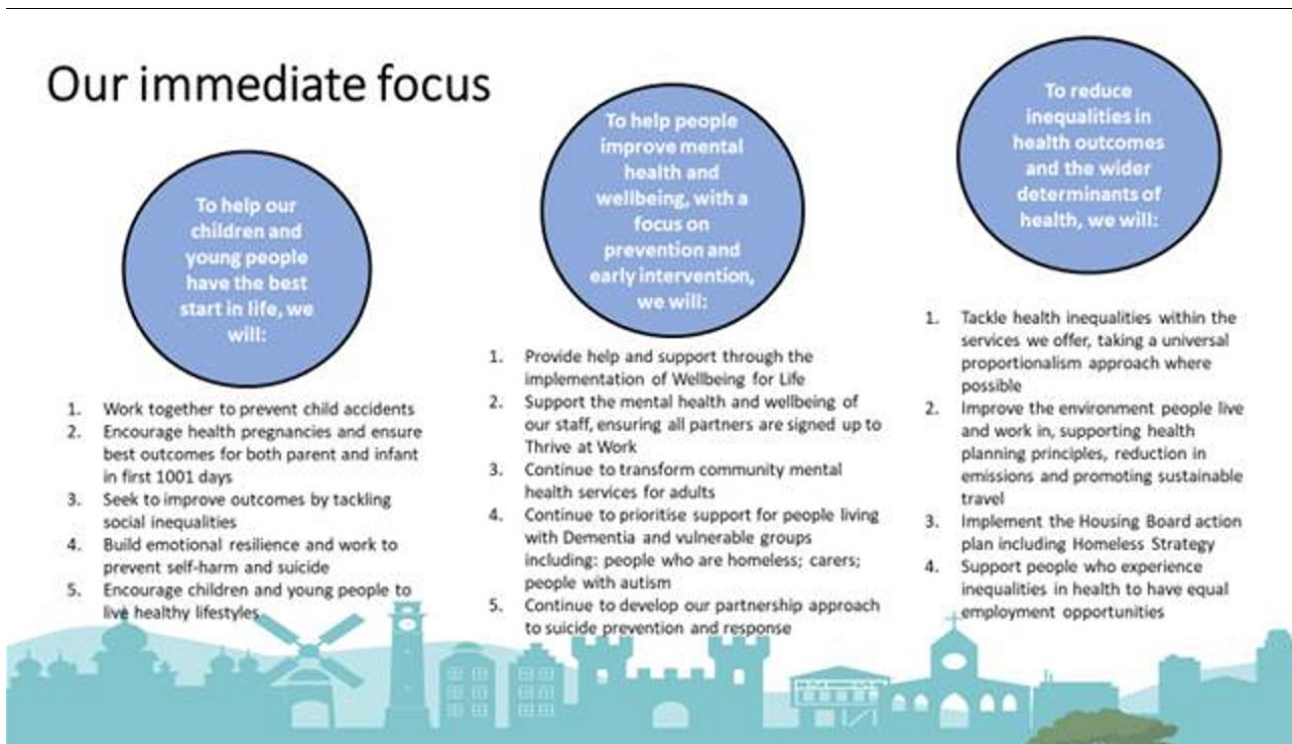 Our immediate focus
To help our
children and
young people
have the best
start in life, we
will:
1. Work together to prevent child accidents
2. Encourage health pregnancies and ensure
best outcomes for both parent and infant
in first 1001 days
3. Seek to improve outcomes by tackling
social inequalities
4. Build emotional resilience and work to
prevent self-harm and suicide
5. Encourage children and young people to
live healthy lifestyles
To help people
improve mental
health and
wellbeing, with a
focus on
prevention and
early intervention,
we will:
1. Provide help and support through the
implementation of Wellbeing for Life
2. Support the mental health and wellbeing of
our staff, ensuring all partners are signed up to
Thrive at Work
3. Continue to transform community mental
health services for adults
4. Continue to prioritise support for people living
with Dementia and vulnerable groups
including: people who are homeless; carers;
people with autism
5. Continue to develop our partnership approach
to suicide prevention and response
To reduce
inequalities in
health outcomes
and the wider
determinants of
health, we will:
1. Tackle health inequalities within the
services we offer, taking a universal
proportionalism approach where
possible
2. Improve the environment people live
and work in, supporting health
planning principles, reduction in
emissions and promoting sustainable
travel
3. Implement the Housing Board action
plan including Homeless Strategy
4. Support people who experience
inequalities in health to have equal
employment opportunities